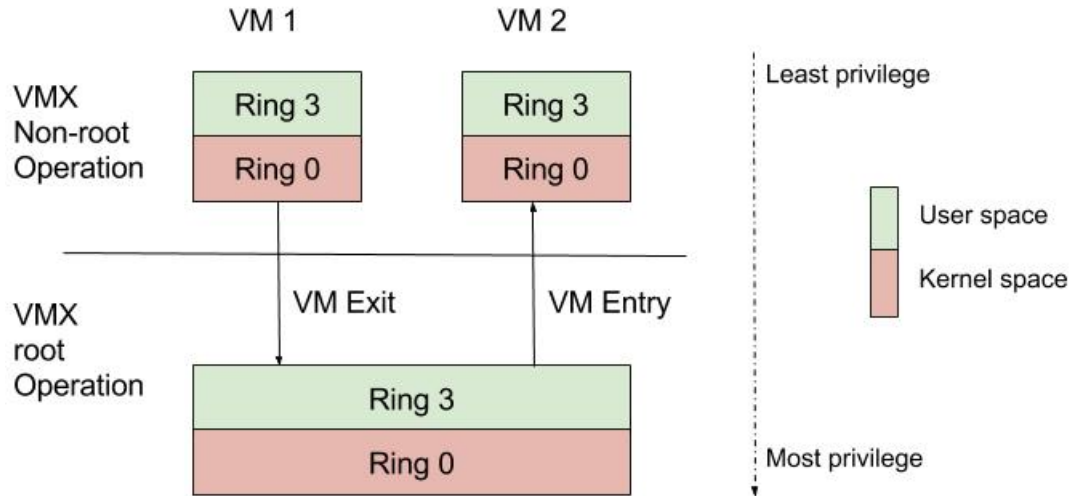 VM 1
VM 2
VMX
Non-root
Operation
Ring 3
Ring 0
Ring 3
Ring 0
Least privilege
User space
Kernel space
VM Exit
VM Entry
VMX
root
Operation
Ring 3
Ring 0
Most privilege